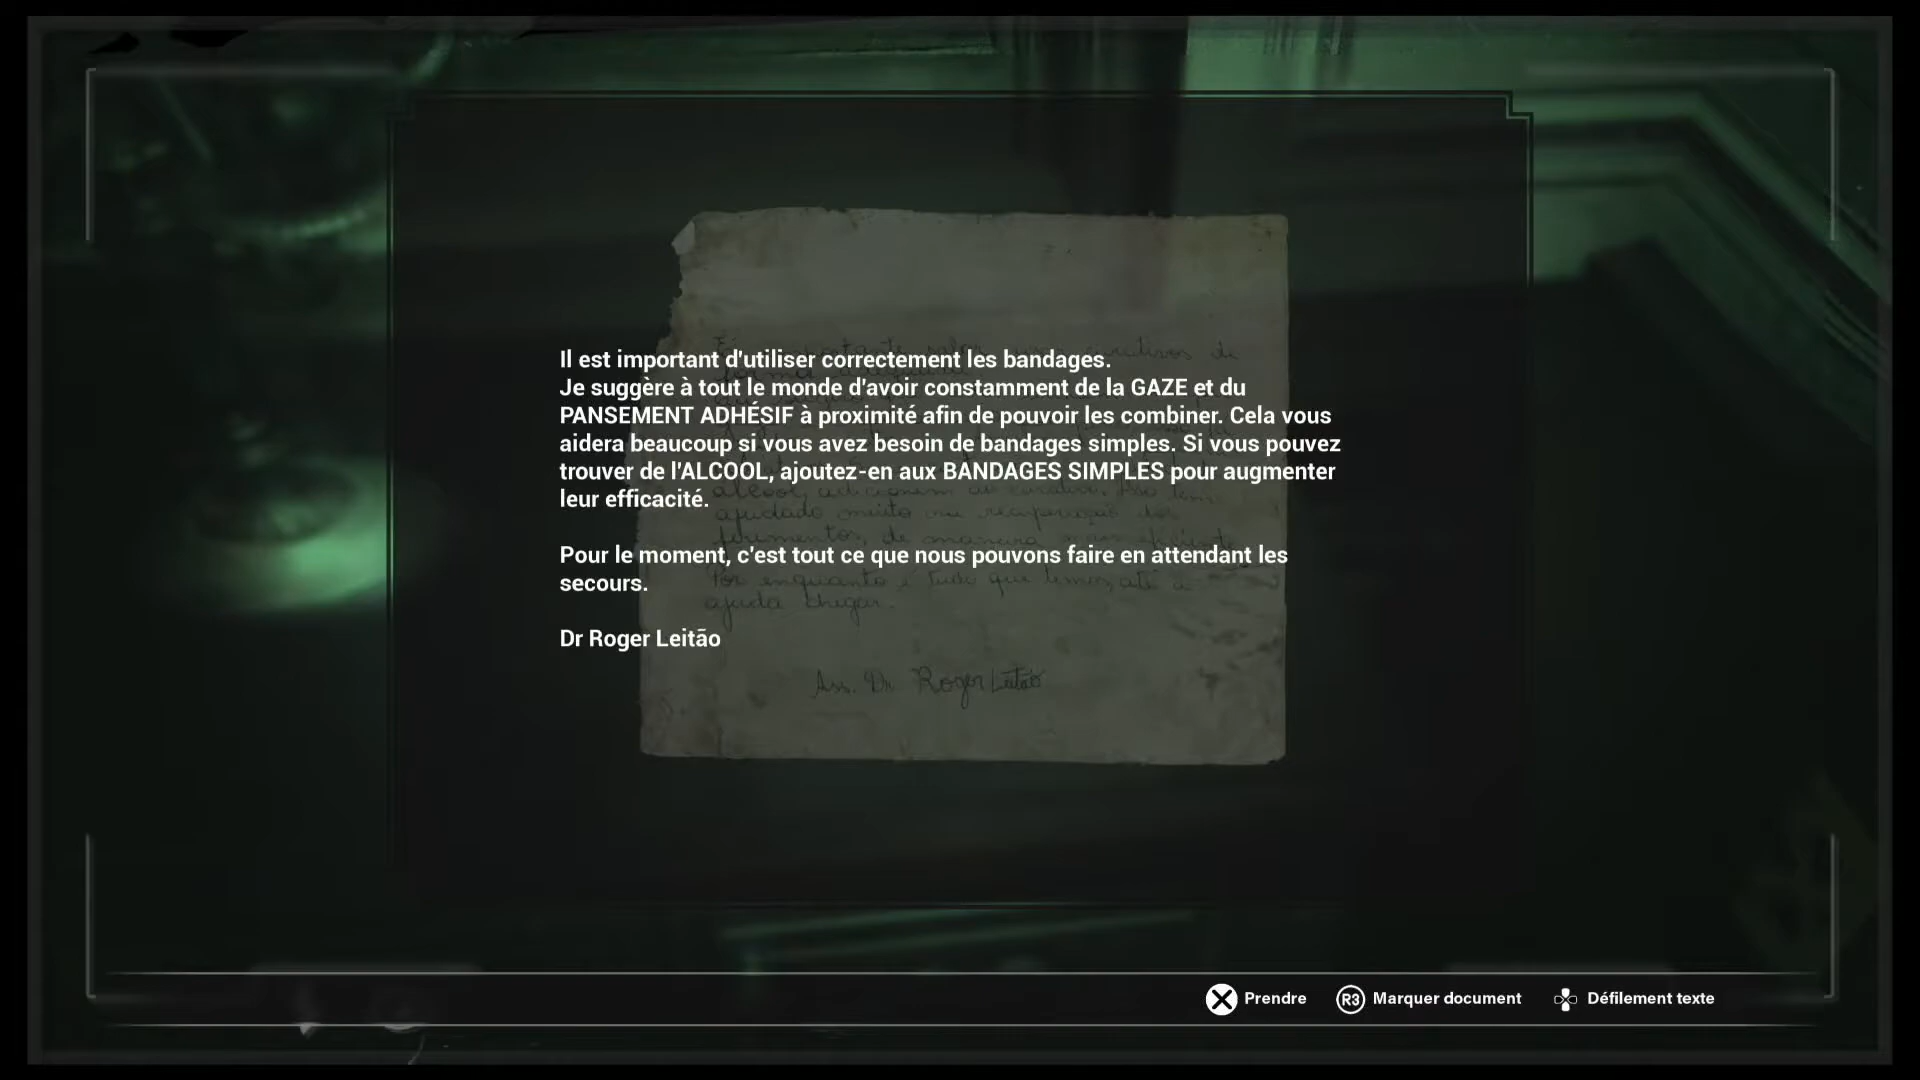 Il est important d'utiliser correctement les bandages.
Je suggère à tout le monde d'avoir constamment de la GAZE et du
PANSEMENT ADHÉSIF à proximité afin de pouvoir les combiner. Cela vous
aidera beaucoup si vous avez besoin de bandages simples. Si vous pouvez
trouver de l'ALCOOL, ajoutez-en aux BANDAGES SIMPLES pour augmenter
leur efficacité.
Pour le moment, c'est tout ce que nous pouvons faire en attendant les
secours.
Dr Roger Leitão
ajuda chegar.
Ass. Dr Roger Leitão
Prendre
R3 Marquer document
Défilement texte